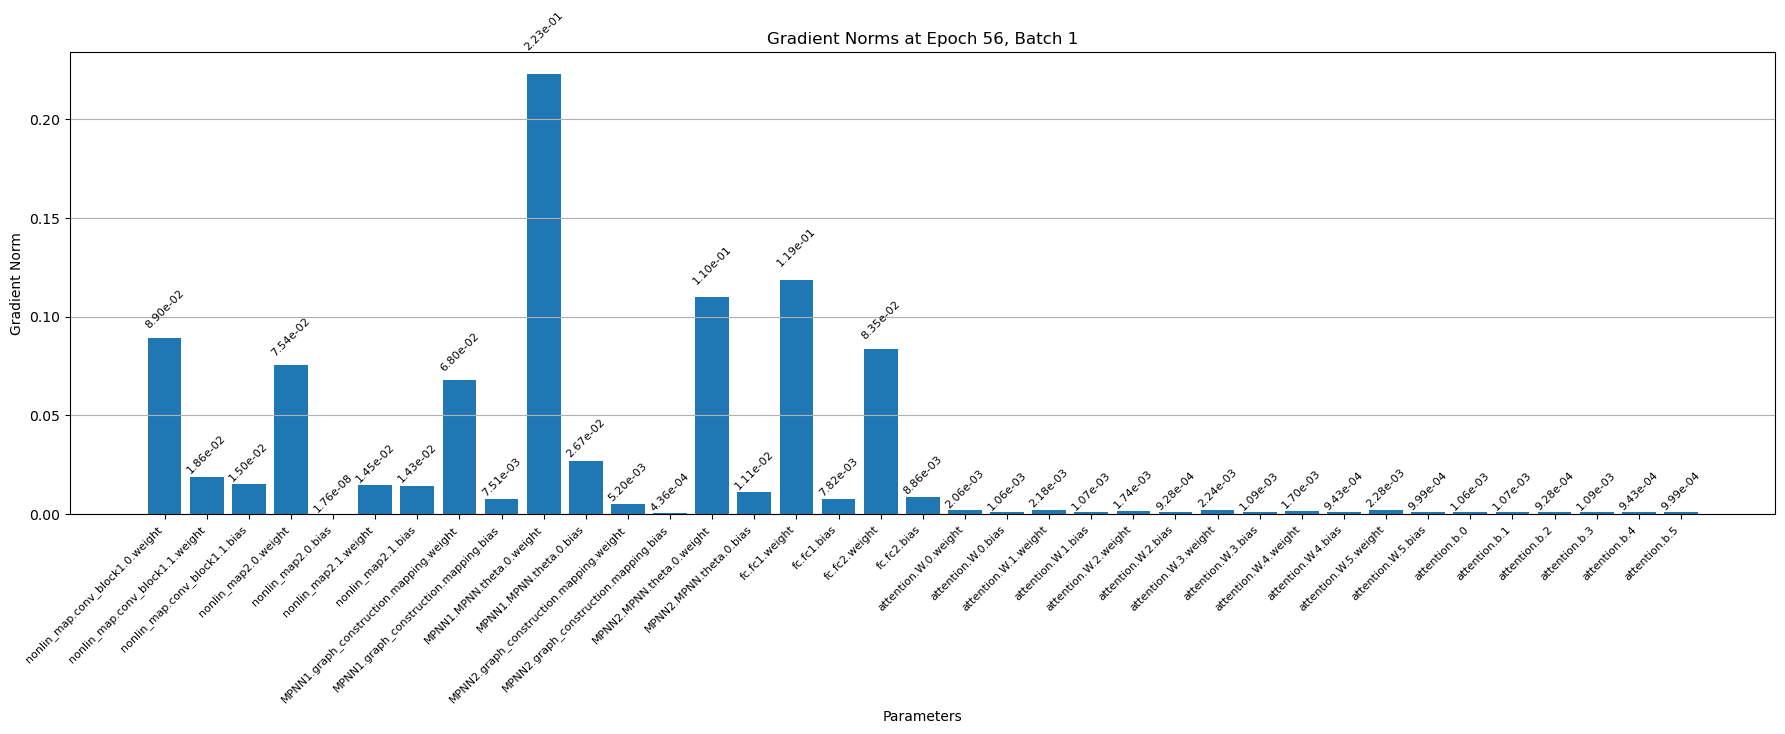 Gradient Norms at Epoch 56, Batch 1
Gradient Norm
0.20
0.15
0.10
0.05
0.00
8.90e-02
1.86e-02
1.50e-02
7.54e-02
1.76e-08
1.45e-02
1.43e-02
6.80e-02
7.51e-03
2.23e-01
2.67e-02
5.20e-03
4.36e-04
1.10e-01
1.11e-02
1.19e-01
7.82e-03
8.35e-02
8.86e-03
2.06e-03
1.06e-03
2.18e-03
1.07e-03
1.74e-03
9.28e-04
2.24e-03
1.09e-03
1.70e-03
9.43e-04
2.28e-03
9.99e-04
1.06e-03
1.07e-03
9.28e-04
1.09e-03
9.43e-04
9.99e-04
nonlin_map.conv_block1.0.weight
nonlin_map.conv_block1.1.weight
nonlin_map.conv_block1.1.bias
nonlin_map2.0.weight
nonlin_map2.0.bias
nonlin_map2.1.weight
nonlin_map2.1.bias
MPNN1.graph_construction.mapping.weight
MPNN1.graph_construction.mapping.bias
MPNN1.MPNN.theta.0.weight
MPNN1.MPNN.theta.0.bias
MPNN2.graph_construction.mapping.weight
MPNN2.graph_construction.mapping.bias
MPNN2.MPNN.theta.0.weight
MPNN2.MPNN.theta.0.bias
fc.fc1.weight
fc.fc1.bias
fc.fc2.weight
fc.fc2.bias
attention.W.0.weight
attention.W.0.bias
attention.W.1.weight
attention.W.1.bias
attention.W.2.weight
attention.W.2.bias
attention.W.3.weight
attention.W.3.bias
attention.W.4.weight
attention.W.4.bias
attention.W.5.weight
attention.W.5.bias
attention.b.0
attention.b.1
attention.b.2
attention.b.3
attention.b.4
attention.b.5
Parameters